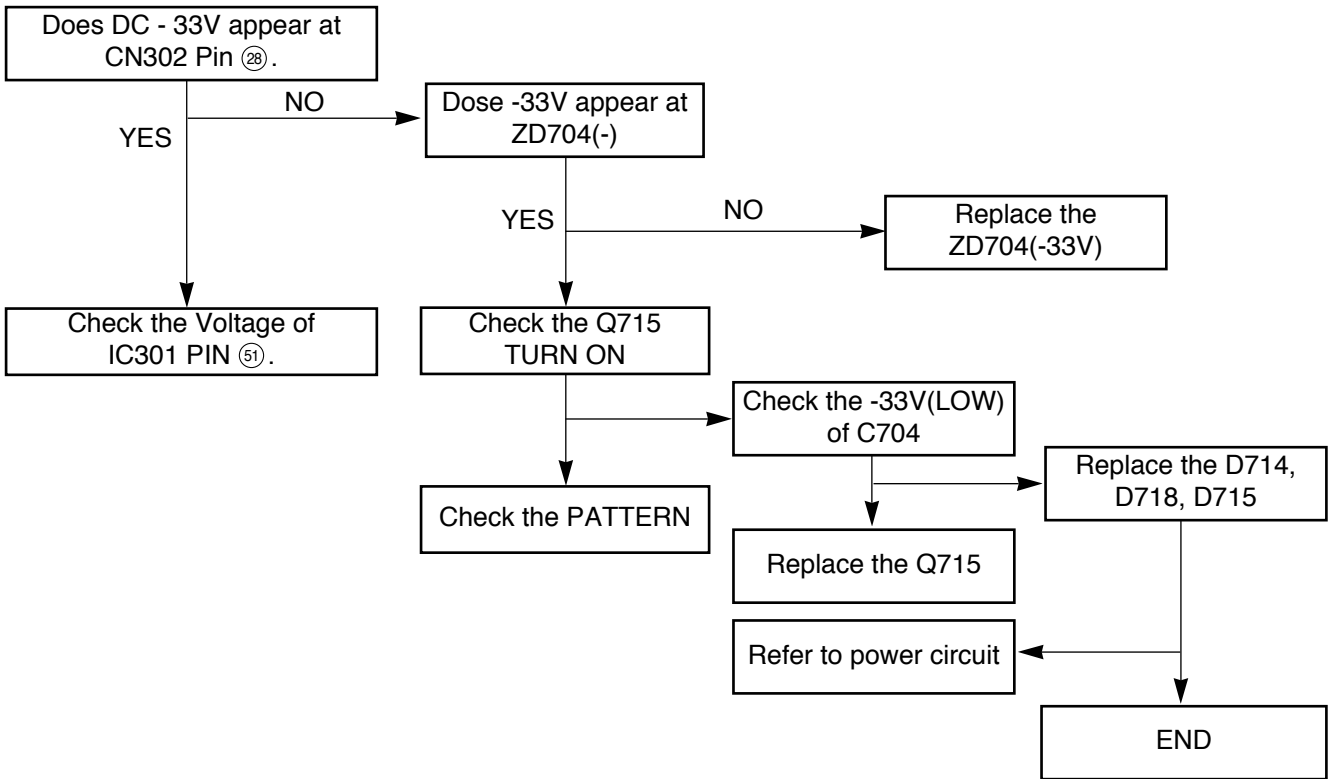 Does DC - 33V appear at
CN302 Pin ㉘.
NO
YES
Dose -33V appear at
ZD704(-)
YES
NO
Replace the
ZD704(-33V)
Check the Voltage of
IC301 PIN 51.
Check the Q715
TURN ON
Check the -33V(LOW)
of C704
Check the PATTERN
Replace the D714,
D718, D715
Replace the Q715
Refer to power circuit
END